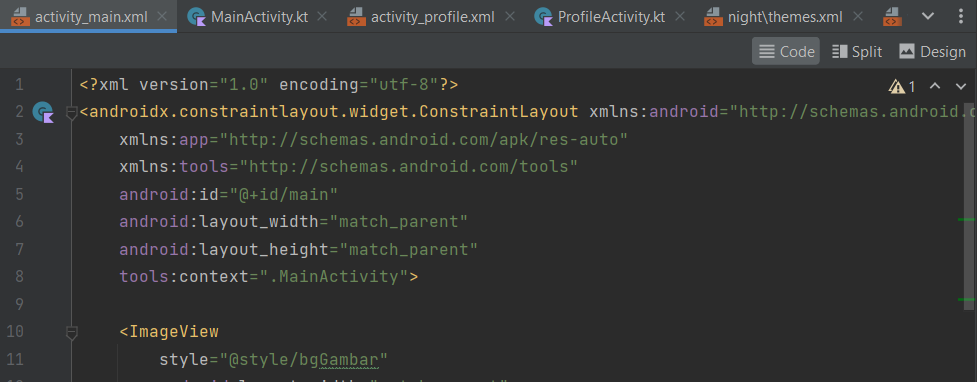 activity_main.xml MainActivity.kt activity_profile.xml ProfileActivity.kt night\themes.xml
Code Split Design
1 <?xml version="1.0" encoding="utf-8"?> 1
2 <androidx.constraintlayout.widget.ConstraintLayout xmlns:android="http://schemas.android.
3 xmlns:app="http://schemas.android.com/apk/res-auto"
4 xmlns:tools="http://schemas.android.com/tools"
5 android:id="@+id/main"
6 android:layout_width="match_parent"
7 android:layout_height="match_parent"
8 tools:context=".MainActivity">
9
10 <ImageView
11 style="@style/bgGambar"